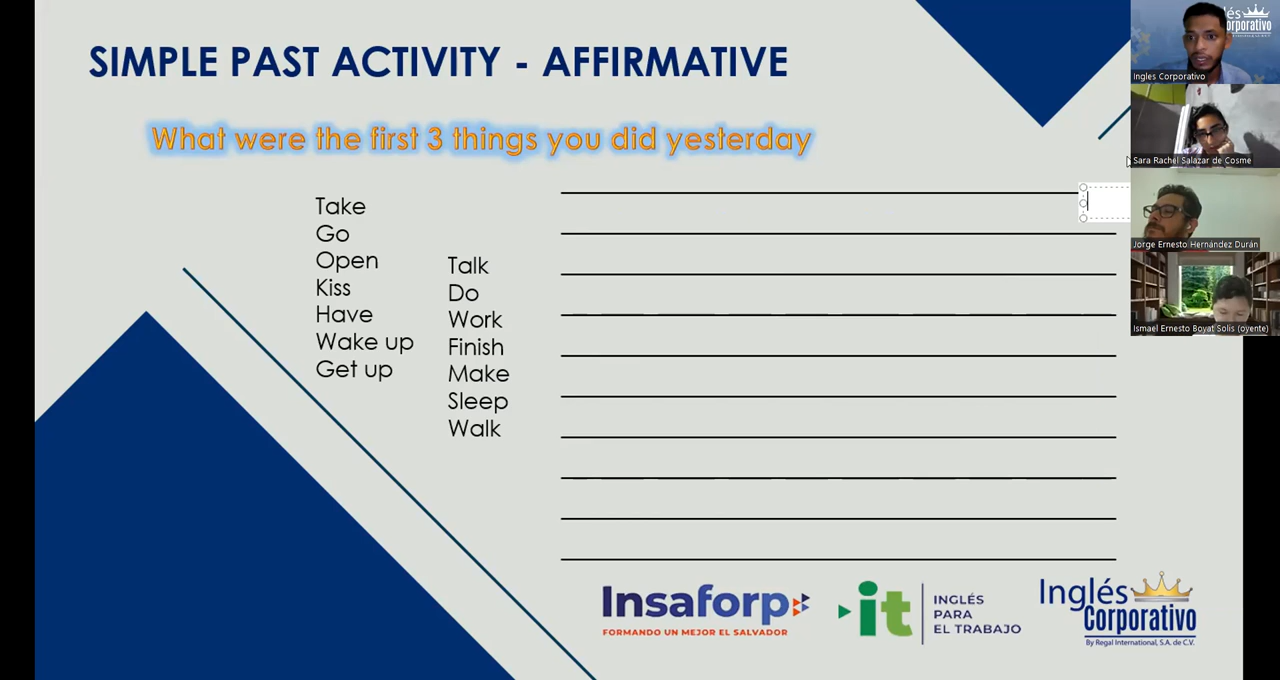 SIMPLE PAST ACTIVITY - AFFIRMATIVE
What were the first 3 things you did yesterday
Take
Go
Open
Kiss
Have
Wake up
Get up
Talk
Do
Work
Finish
Make
Sleep
Walk
Insaforp
FORMANDO UN MEJOR EL SALVADOR
it
INGLÉS
PARA
EL TRABAJO
Inglés
Corporativo
By Regal International, S.A. de C.V.
Ingles Corporativo
Sara Rachel Salazar de Cosme
Jorge Ernesto Hernández Durán
Ismael Ernesto Boyat Solis (oyente)